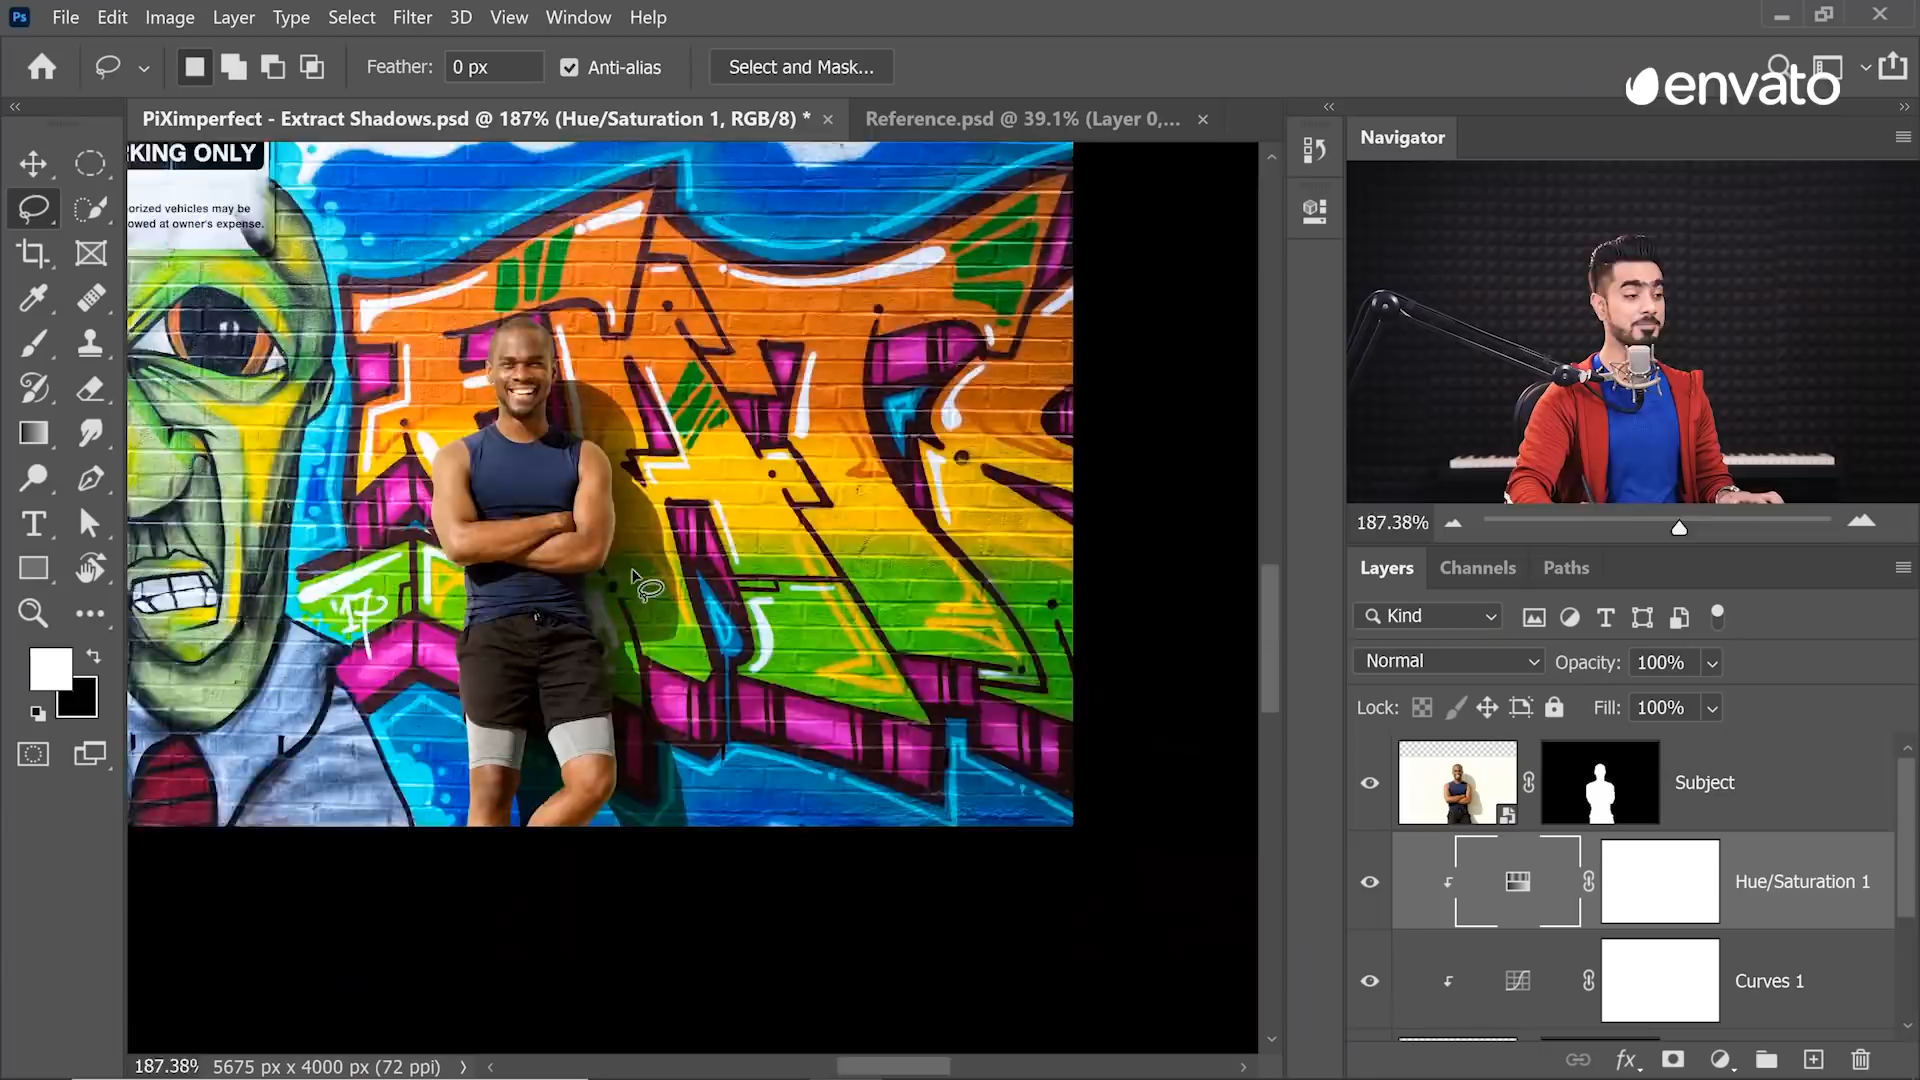 Ps File Edit Image Layer Type Select Filter 3D View Window Help
Feather: 0 px Anti-alias Select and Mask...
envato
PiXimperfect - Extract Shadows.psd @ 187% (Hue/Saturation 1, RGB/8) * × Reference.psd @ 39.1% (Layer 0,... ×
Navigator
KING ONLY
orized vehicles may be
owed at owner's expense.
'17
187.38%
Layers Channels Paths
Kind
Normal Opacity: 100%
Lock: Fill: 100%
Subject
Hue/Saturation 1
Curves 1
fx
187.38% 5675 px x 4000 px (72 ppi)